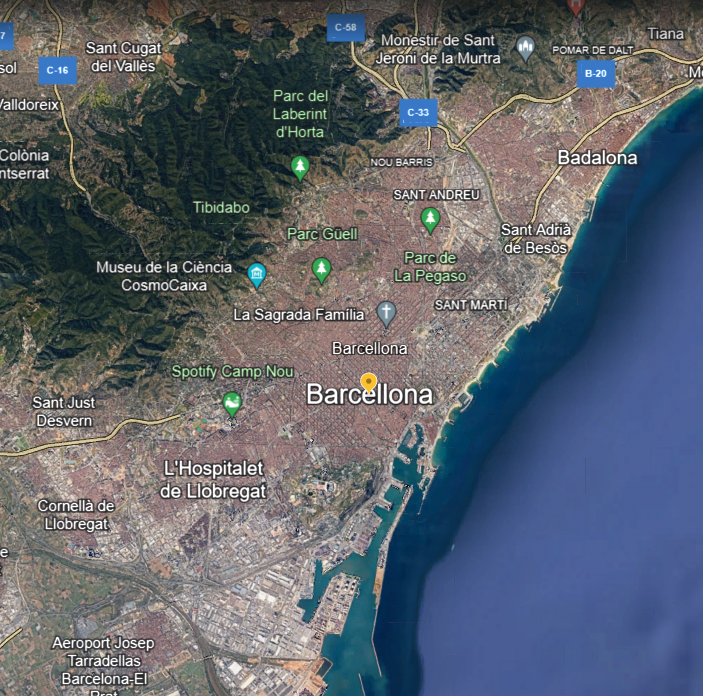 C-58
Tiana
7
Sant Cugat
del Vallès
Monestir de Sant
Jeroni de la Murtra
POMAR DE DALT
sol
C-16
B-20
Valldoreix
Parc del
Laberint
d'Horta
C-33
Colònia
ntserrat
NOU BARRIS
Badalona
SANT ANDREU
Tibidabo
Parc Güell
Sant Adrià
de Besòs
Museu de la Ciència
CosmoCaixa
Parc de
La Pegaso
La Sagrada Família
SANT MARTÍ
Barcellona
Spotify Camp Nou
Barcellona
Sant Just
Desvern
L'Hospitalet
de Llobregat
Cornellà de
Llobregat
e
Aeroport Josep
Tarradellas
Barcelona-El
Prat